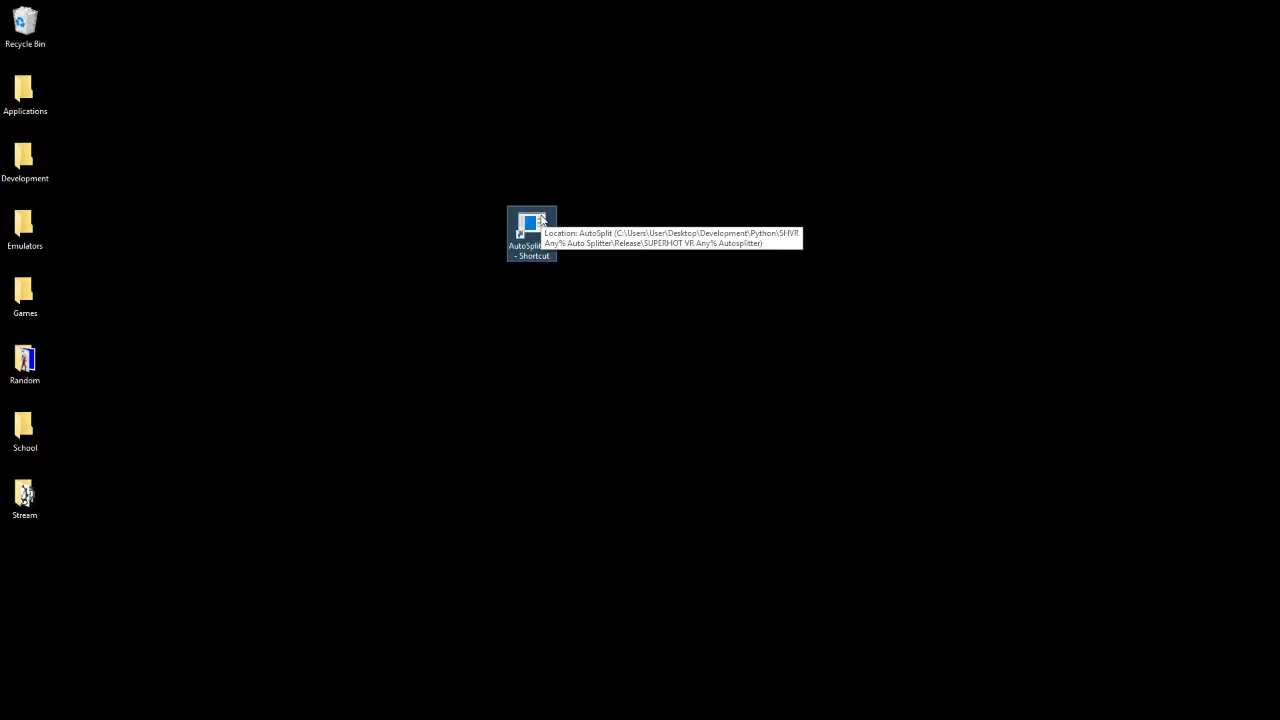 Recycle Bin
Applications
Development
Emulators
Games
Random
School
Stream
AutoSplit
- Shortcut
Location: AutoSplit (C:\Users\User\Desktop\Development\Python\SHVR
Any% Auto Splitter\Release\SUPERHOT VR Any% Autosplitter)